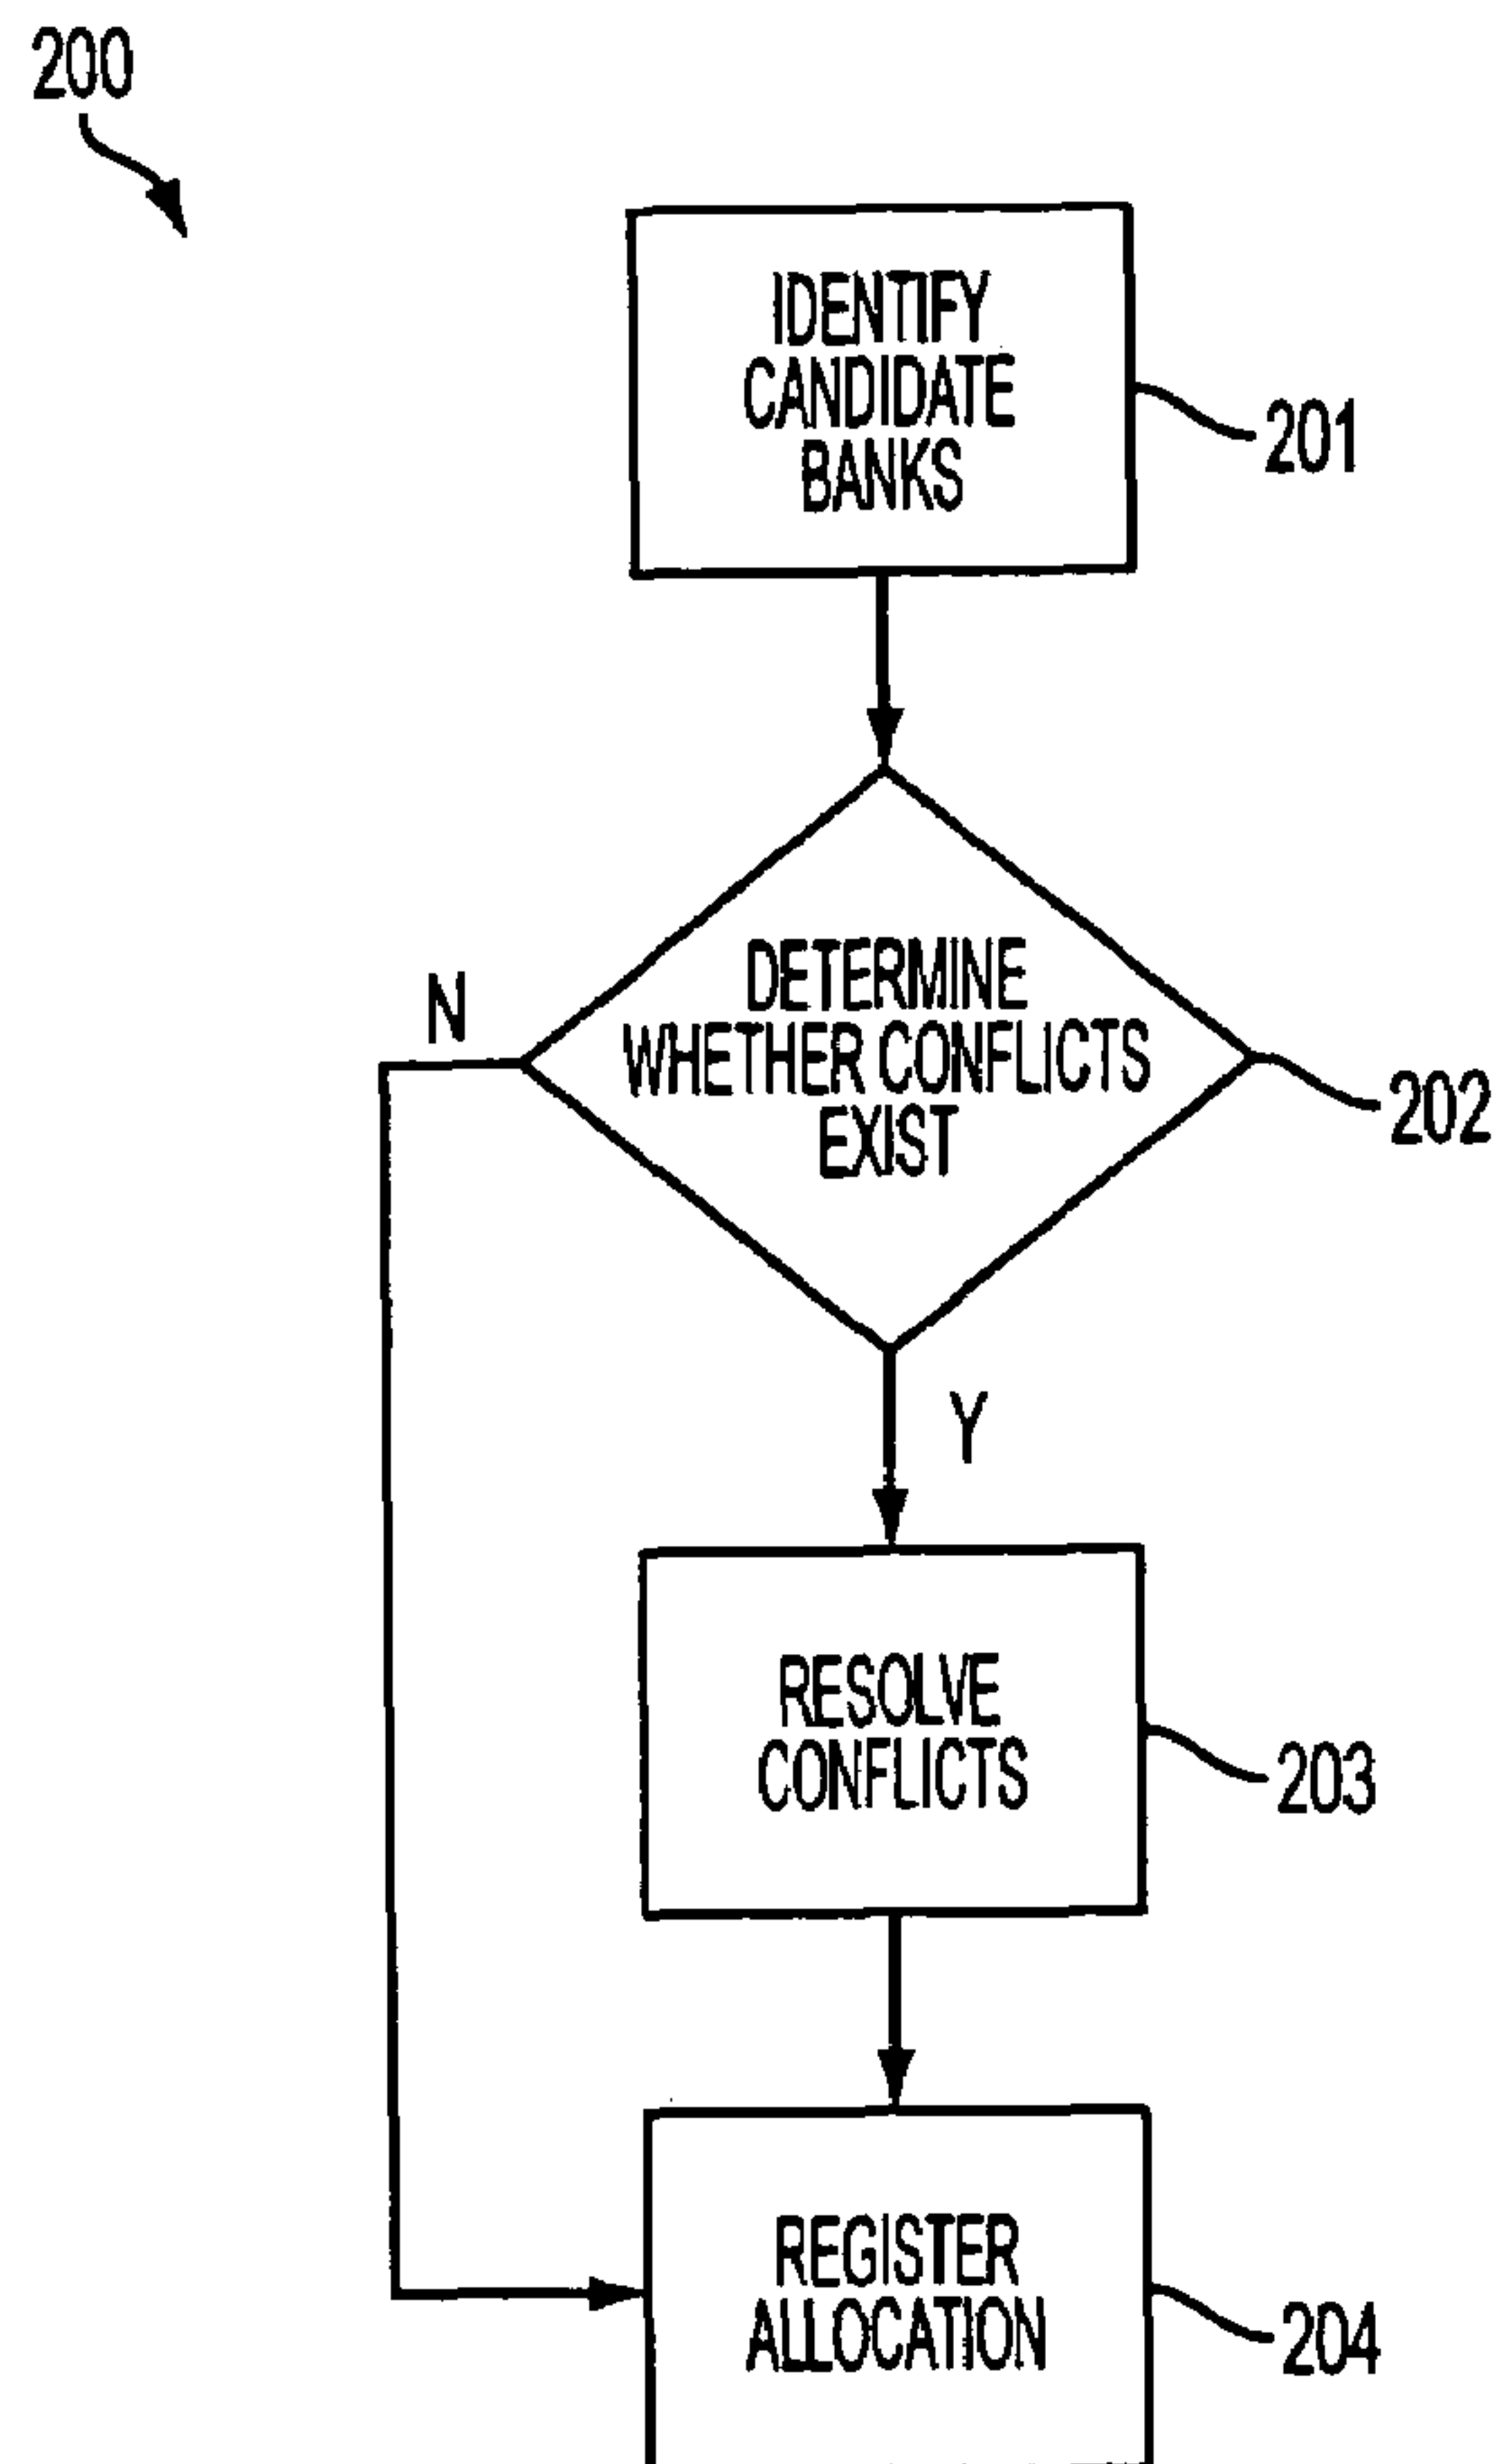 200
IDENTIFY
CANDIDATE
BANKS
201
DETERMINE
WHETHER CONFLICTS
EXIST
202
N
Y
RESOLVE
CONFLICTS
203
REGISTER
ALLOCATION
204